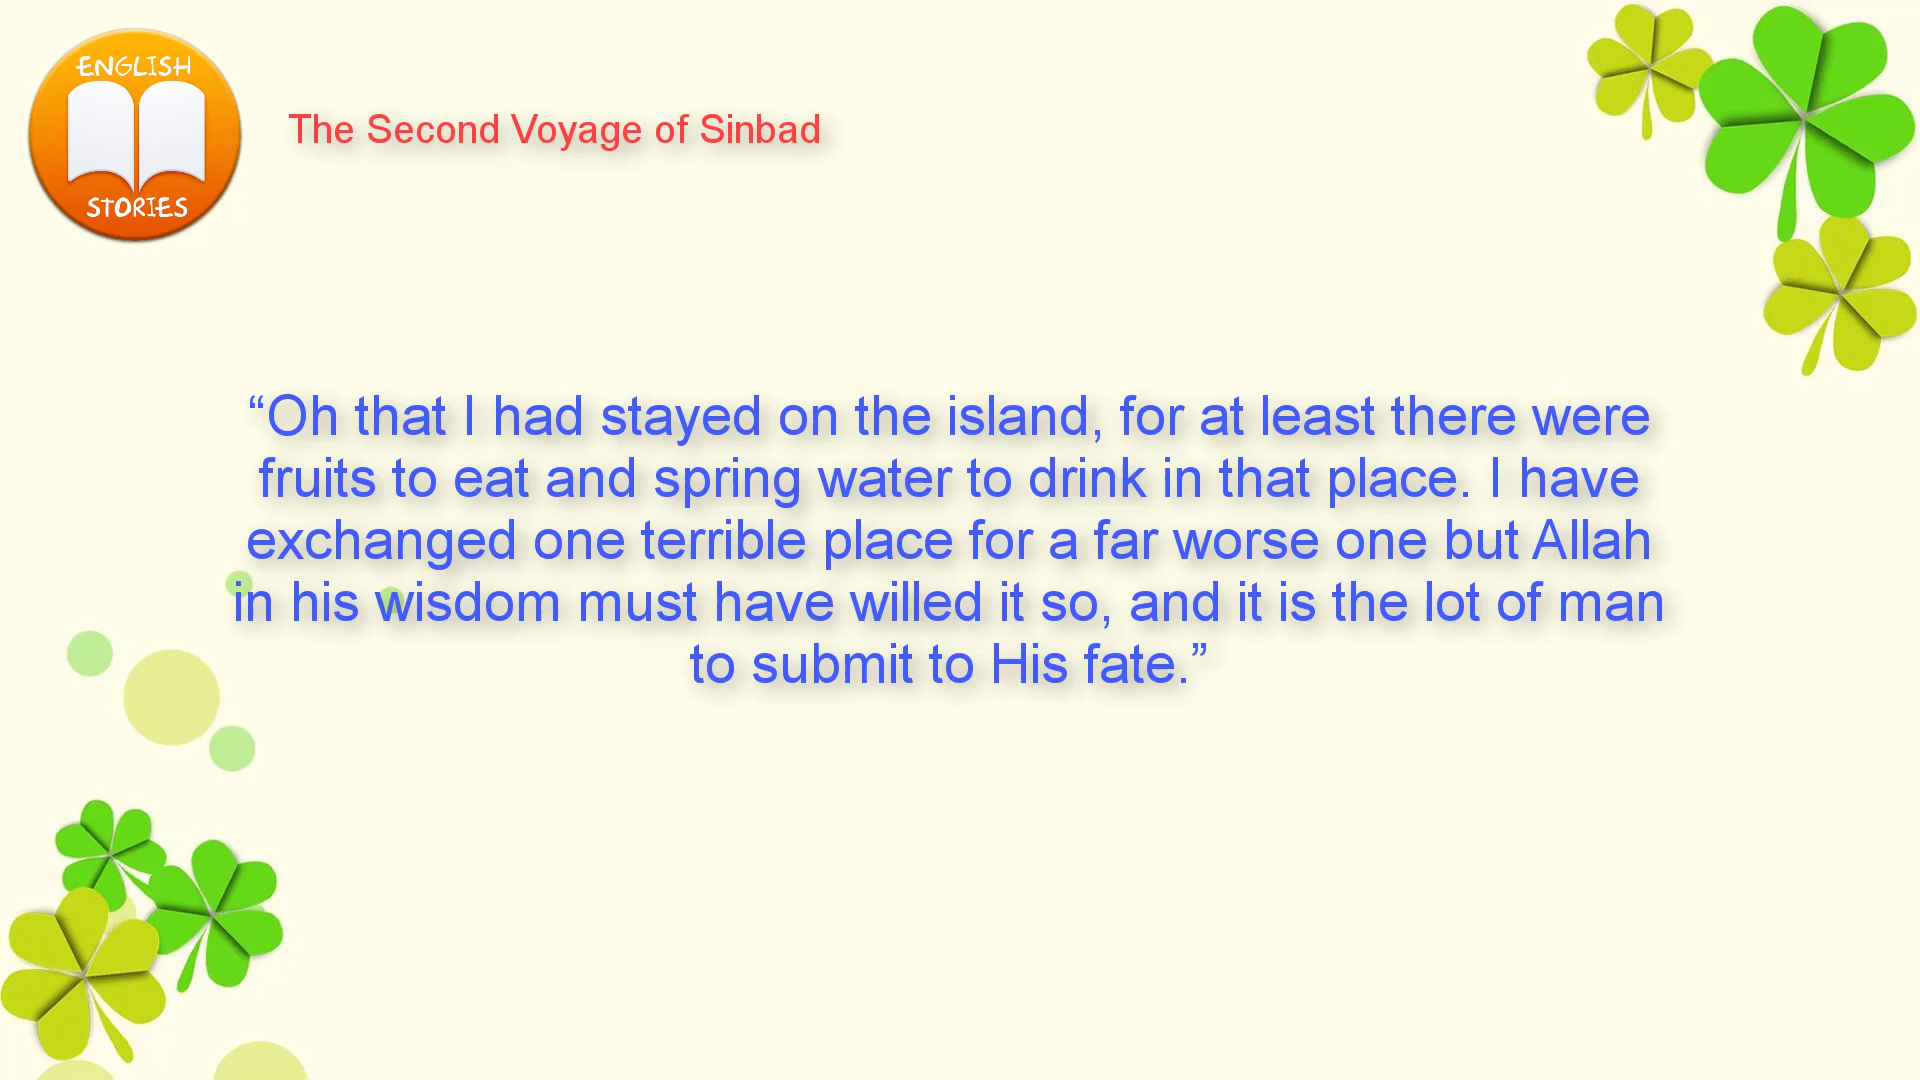 ENGLISH
STORIES
The Second Voyage of Sinbad
“Oh that I had stayed on the island, for at least there were
fruits to eat and spring water to drink in that place. I have
exchanged one terrible place for a far worse one but Allah
in his wisdom must have willed it so, and it is the lot of man
to submit to His fate.”